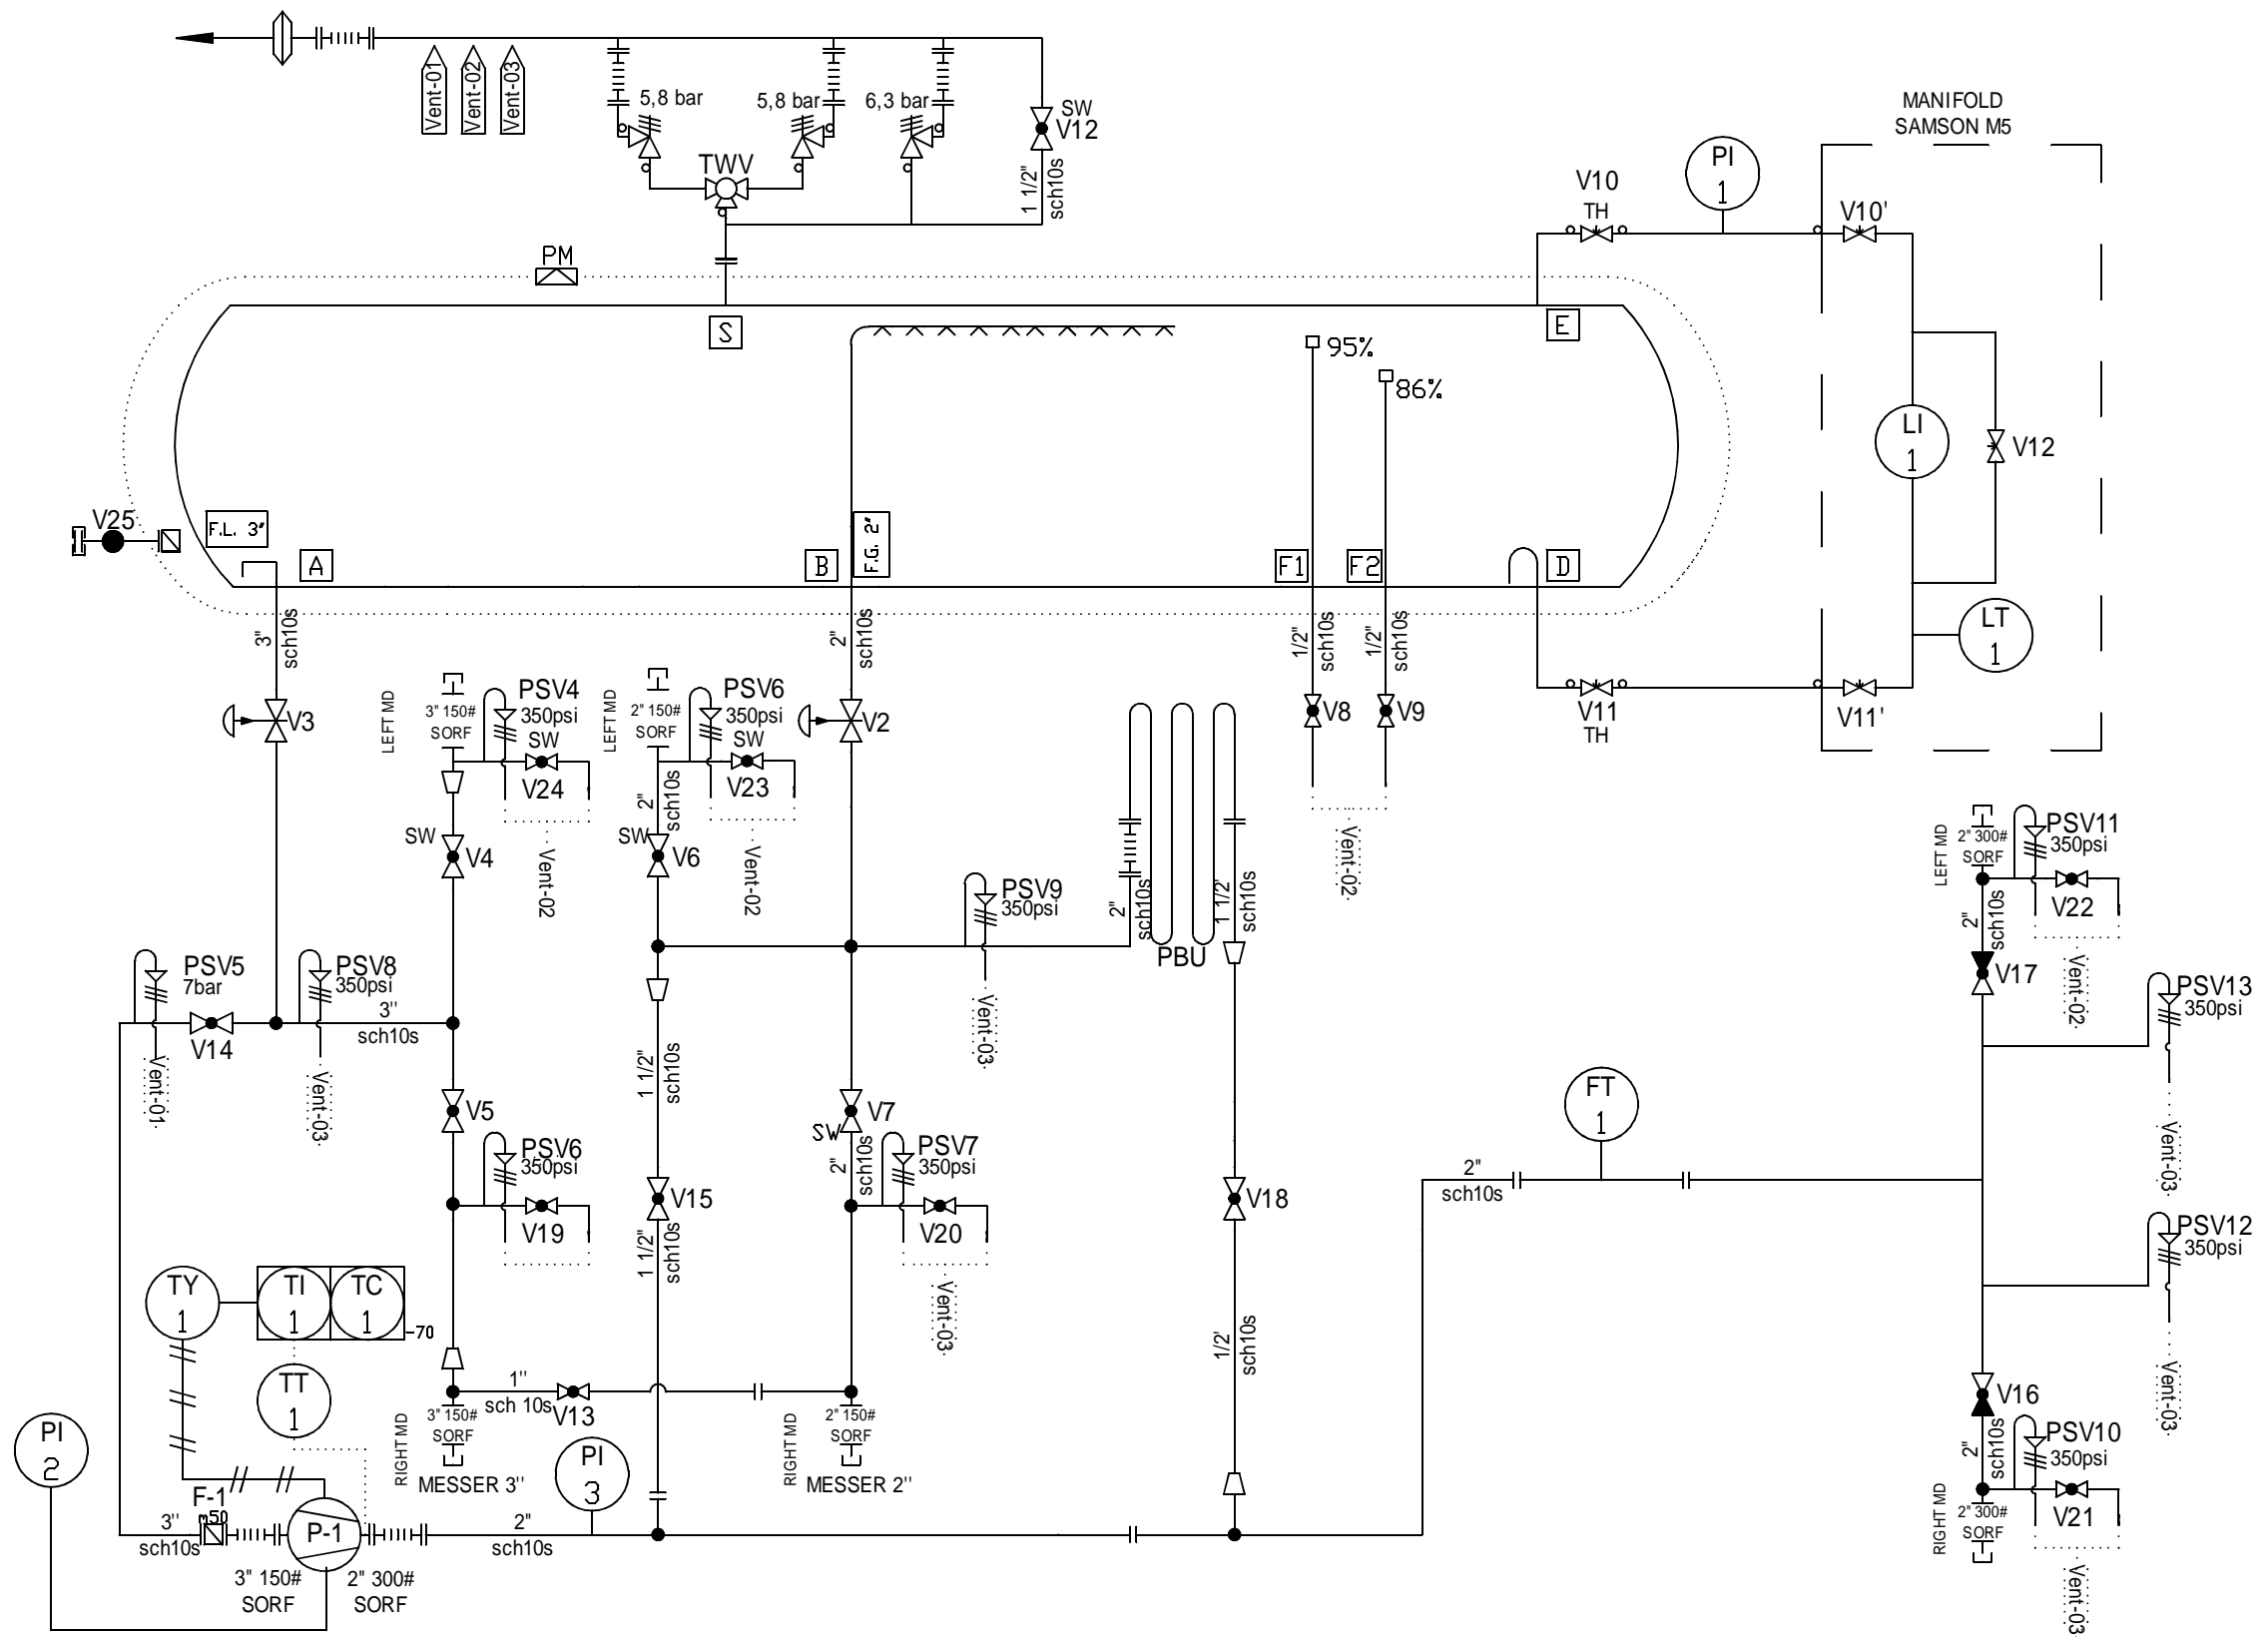 Vent-01
Vent-02
Vent-03
5,8 bar
5,8 bar
6,3 bar
SW
V12
1 1/2"
sch10s
TWV
PM
MANIFOLD
SAMSON M5
PI
1
V10
TH
V10'
S
E
95%
86%
LI
1
V12
V25
F.L. 3"
A
B
F.G. 2"
F1
F2
D
LT
1
3"
sch10s
2"
sch10s
1/2"
sch10s
1/2"
sch10s
V3
LEFT MD
3" 150#
SORF
PSV4
350psi
SW
V24
LEFT MD
2" 150#
SORF
PSV6
350psi
SW
V23
V2
V8
V9
V11
TH
V11'
2"
sch10s
SW
V4
SW
V6
Vent-02
Vent-02
Vent-02
PSV9
350psi
2"
sch10s
1 1/2'
sch10s
PBU
LEFT MD
2" 300#
SORF
PSV11
350psi
V22
2"
sch10s
V17
Vent-02
PSV5
7bar
PSV8
350psi
3"
sch10s
V14
Vent-01
Vent-03
Vent-03
1 1/2"
sch10s
PSV13
350psi
V5
V7
SW
2"
sch10s
FT
1
PSV6
350psi
V19
PSV7
350psi
V20
V15
V18
2"
sch10s
Vent-03
1 1/2"
sch10s
PSV12
350psi
TY
1
TI
1
TC
1
-70
Vent-03
1/2'
sch10s
TT
1
1"
sch 10s
V13
Vent-03
V16
PI
2
RIGHT MD
3" 150#
SORF
MESSER 3"
PI
3
RIGHT MD
2" 150#
SORF
MESSER 2"
2"
sch10s
PSV10
350psi
V21
F-1
m50
3"
sch10s
P-1
2"
sch10s
RIGHT MD
2" 300#
SORF
3" 150#
SORF
2" 300#
SORF
Vent-03